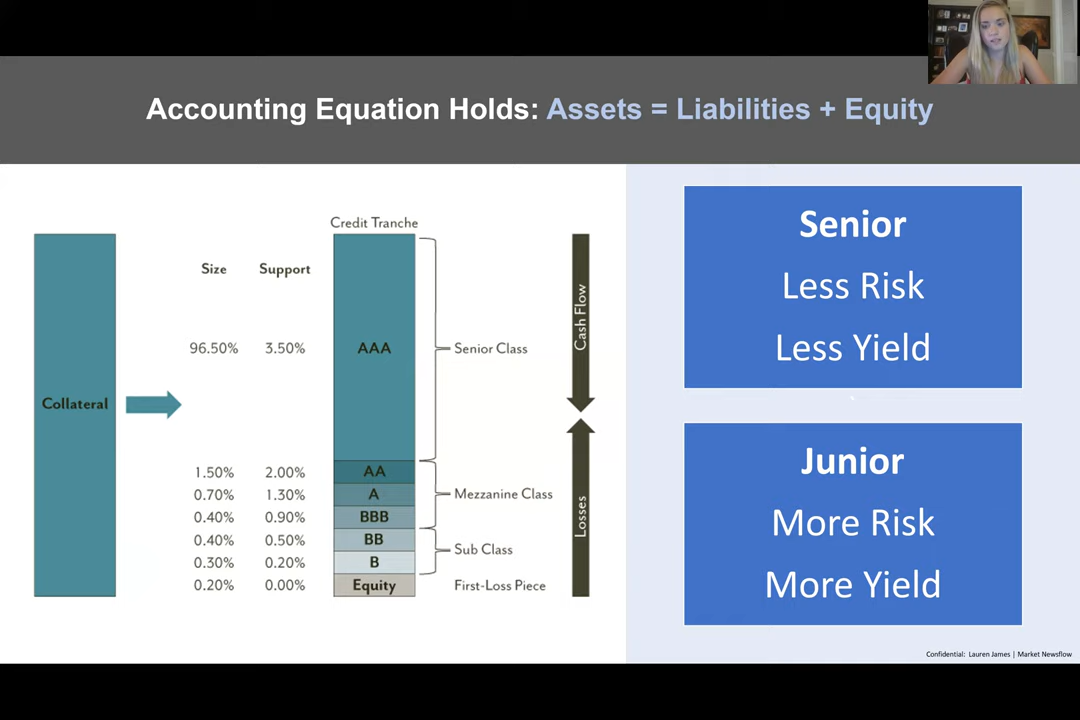 Accounting Equation Holds: Assets = Liabilities + Equity
Credit Tranche
Size Support
Collateral
96.50% 3.50% AAA Senior Class
1.50% 2.00% AA
0.70% 1.30% A Mezzanine Class
0.40% 0.90% BBB
0.40% 0.50% BB
Sub Class
0.30% 0.20% B
0.20% 0.00% Equity First-Loss Piece
Cash Flow
Losses
Senior
Less Risk
Less Yield
Junior
More Risk
More Yield
Confidential: Lauren James | Market Newsflow